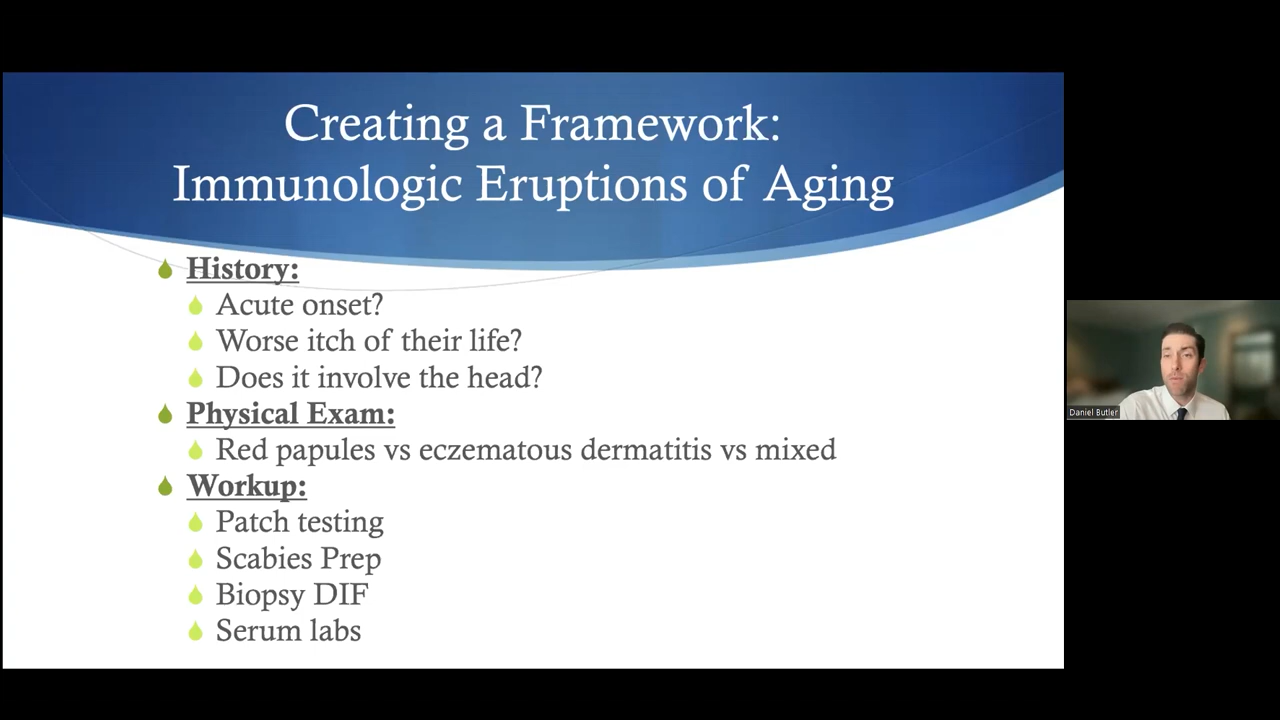 Creating a Framework:
Immunologic Eruptions of Aging
History:
Acute onset?
Worse itch of their life?
Does it involve the head?
Physical Exam:
Red papules vs eczematous dermatitis vs mixed
Workup:
Patch testing
Scabies Prep
Biopsy DIF
Serum labs
Daniel Butler